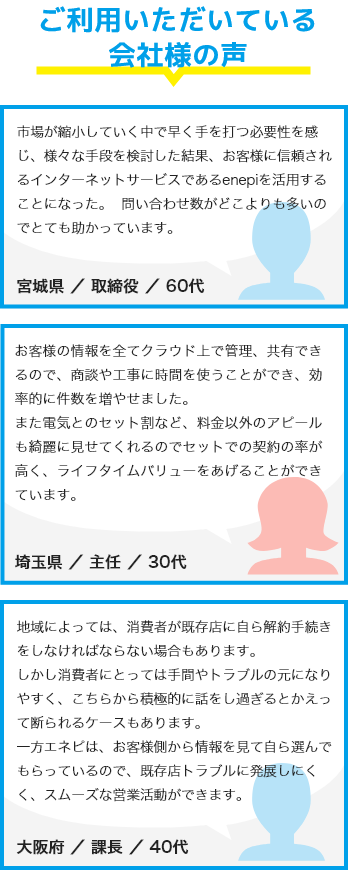 ご利用いただいている
会社様の声
市場が縮小していく中で早く手を打つ必要性を感
じ、様々な手段を検討した結果、お客様に信頼され
るインターネットサービスであるenepiを活用する
ことになった。 問い合わせ数がどこよりも多いの
でとても助かっています。
宮城県 ／ 取締役 ／ 60代
お客様の情報を全てクラウド上で管理、共有でき
るので、商談や工事に時間を使うことができ、効
率的に件数を増やせました。
また電気とのセット割など、料金以外のアピール
も綺麗に見せてくれるのでセットでの契約の率が
高く、ライフタイムバリューをあげることができ
ています。
埼玉県 ／ 主任 ／ 30代
地域によっては、消費者が既存店に自ら解約手続き
をしなければならない場合もあります。
しかし消費者にとっては手間やトラブルの元になり
やすく、こちらから積極的に話をし過ぎるとかえっ
て断られるケースもあります。
一方エネピは、お客様側から情報を見て自ら選んで
もらっているので、既存店トラブルに発展しにく
く、スムーズな営業活動ができます。
大阪府 ／ 課長 ／ 40代